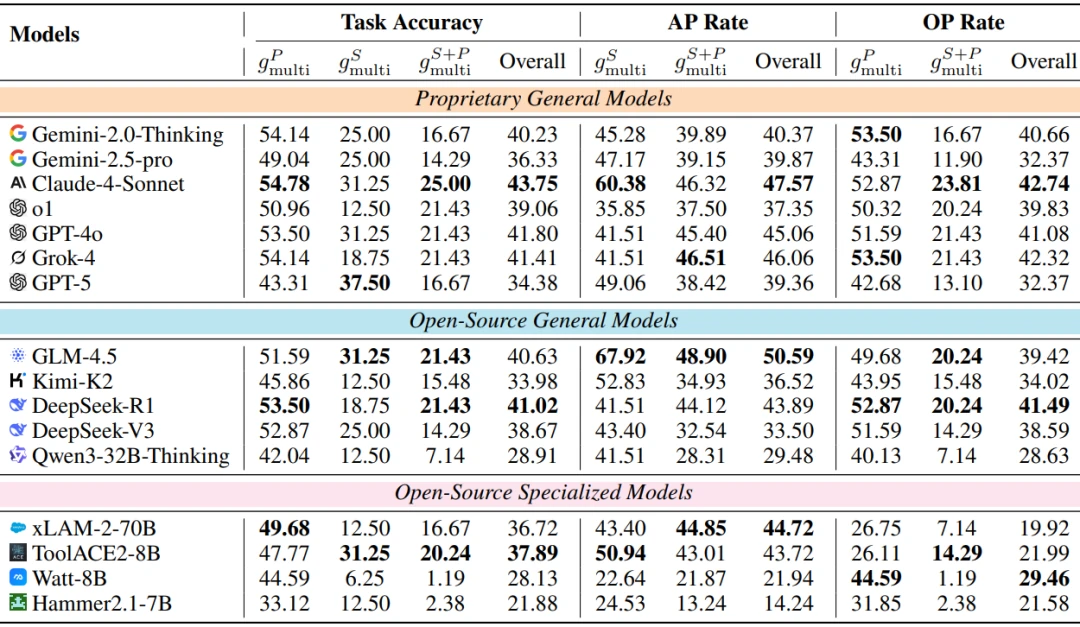 Models Task Accuracy AP Rate OP Rate
g^P_multi g^S_multi g^{S+P}_multi Overall g^S_multi g^{S+P}_multi Overall g^P_multi g^{S+P}_multi Overall
Proprietary General Models
Gemini-2.0-Thinking 54.14 25.00 16.67 40.23 45.28 39.89 40.37 53.50 16.67 40.66
Gemini-2.5-pro 49.04 25.00 14.29 36.33 47.17 39.15 39.87 43.31 11.90 32.37
Claude-4-Sonnet 54.78 31.25 25.00 43.75 60.38 46.32 47.57 52.87 23.81 42.74
o1 50.96 12.50 21.43 39.06 35.85 37.50 37.35 50.32 20.24 39.83
GPT-4o 53.50 31.25 21.43 41.80 41.51 45.40 45.06 51.59 21.43 41.08
Grok-4 54.14 18.75 21.43 41.41 41.51 46.51 46.06 53.50 21.43 42.32
GPT-5 43.31 37.50 16.67 34.38 49.06 38.42 39.36 42.68 13.10 32.37
Open-Source General Models
GLM-4.5 51.59 31.25 21.43 40.63 67.92 48.90 50.59 49.68 20.24 39.42
Kimi-K2 45.86 12.50 15.48 33.98 52.83 34.93 36.52 43.95 15.48 34.02
DeepSeek-R1 53.50 18.75 21.43 41.02 41.51 44.12 43.89 52.87 20.24 41.49
DeepSeek-V3 52.87 25.00 14.29 38.67 43.40 32.54 33.50 51.59 14.29 38.59
Qwen3-32B-Thinking 42.04 12.50 7.14 28.91 41.51 28.31 29.48 40.13 7.14 28.63
Open-Source Specialized Models
xLAM-2-70B 49.68 12.50 16.67 36.72 43.40 44.85 44.72 26.75 7.14 19.92
ToolACE2-8B 47.77 31.25 20.24 37.89 50.94 43.01 43.72 26.11 14.29 21.99
Watt-8B 44.59 6.25 1.19 28.13 22.64 21.87 21.94 44.59 1.19 29.46
Hammer2.1-7B 33.12 12.50 2.38 21.88 24.53 13.24 14.24 31.85 2.38 21.58